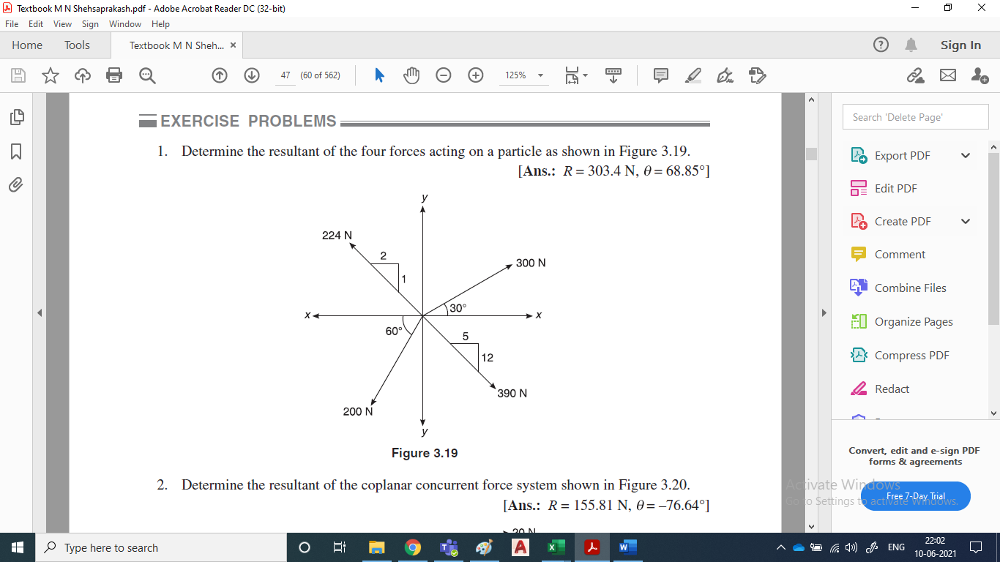 Textbook M N Shehsaprakash.pdf - Adobe Acrobat Reader DC (32-bit)
File Edit View Sign Window Help
Home Tools Textbook M N Sheh... × Sign In
47 (60 of 562) 125%
EXERCISE PROBLEMS
1. Determine the resultant of the four forces acting on a particle as shown in Figure 3.19.
[Ans.: R = 303.4 N, θ = 68.85°]
y
224 N
2
1
300 N
30°
x
x
60°
5
12
390 N
200 N
y
Figure 3.19
2. Determine the resultant of the coplanar concurrent force system shown in Figure 3.20.
[Ans.: R = 155.81 N, θ = –76.64°]
20 N
Search 'Delete Page'
Export PDF
Edit PDF
Create PDF
Comment
Combine Files
Organize Pages
Compress PDF
Redact
Convert, edit and e-sign PDF
forms & agreements
Free 7-Day Trial
Activate Windows
Go to Settings to activate Windows.
Type here to search
ENG
22:02
10-06-2021